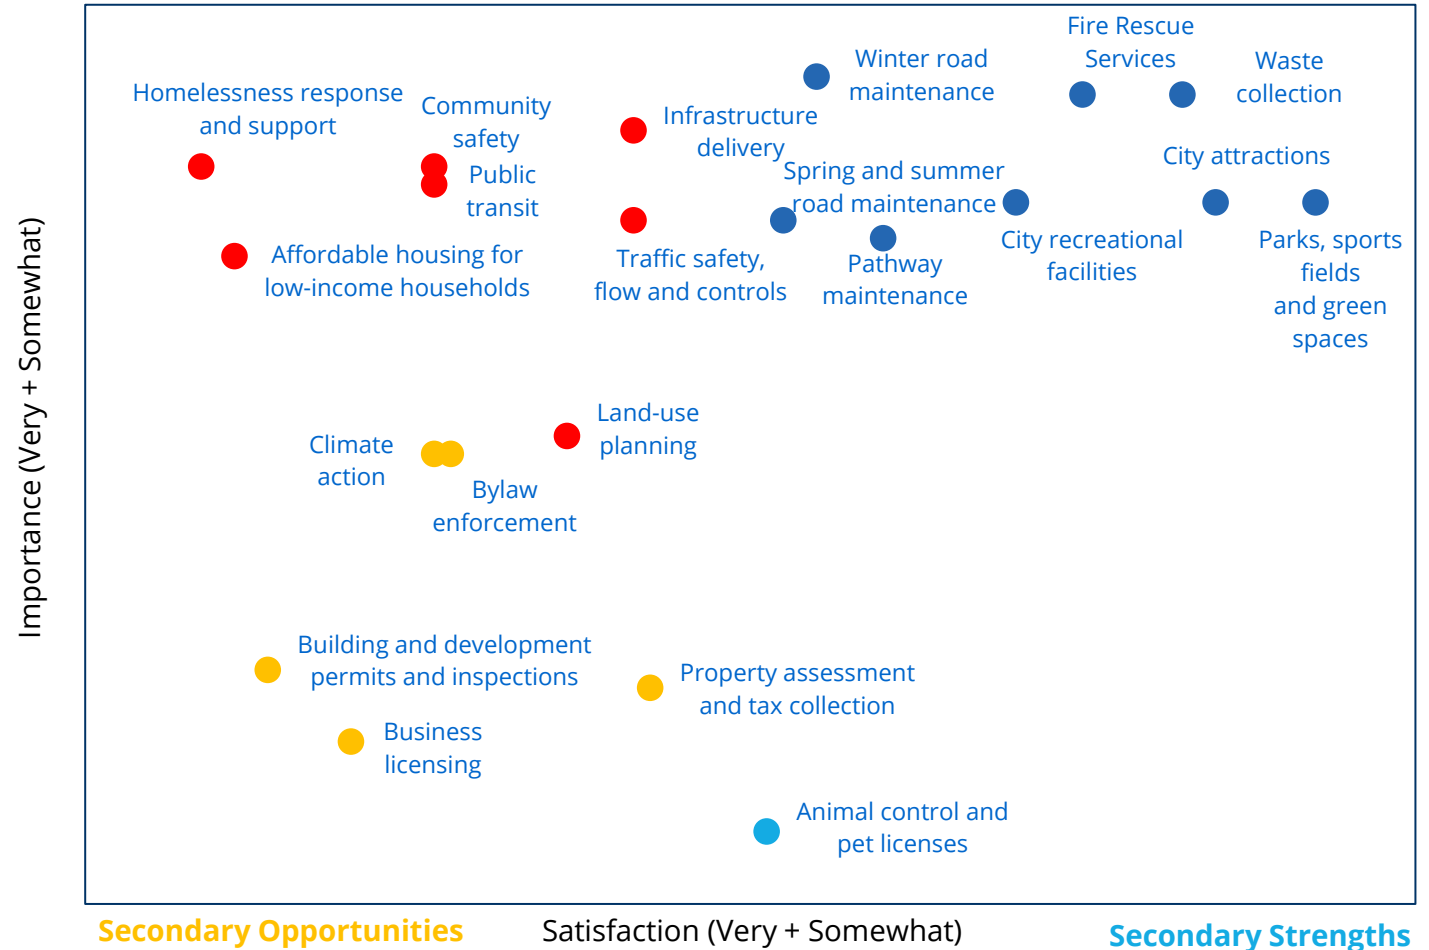 Fire Rescue
Services
Winter road
maintenance
Waste
collection
Homelessness response
and support
Community
safety
Infrastructure
delivery
Public
transit
Spring and summer
road maintenance
City attractions
Affordable housing for
low-income households
Traffic safety,
flow and controls
Pathway
maintenance
City recreational
facilities
Parks, sports
fields
and green
spaces
Importance (Very + Somewhat)
Land-use
planning
Climate
action
Bylaw
enforcement
Building and development
permits and inspections
Property assessment
and tax collection
Business
licensing
Animal control and
pet licenses
Secondary Opportunities
Satisfaction (Very + Somewhat)
Secondary Strengths